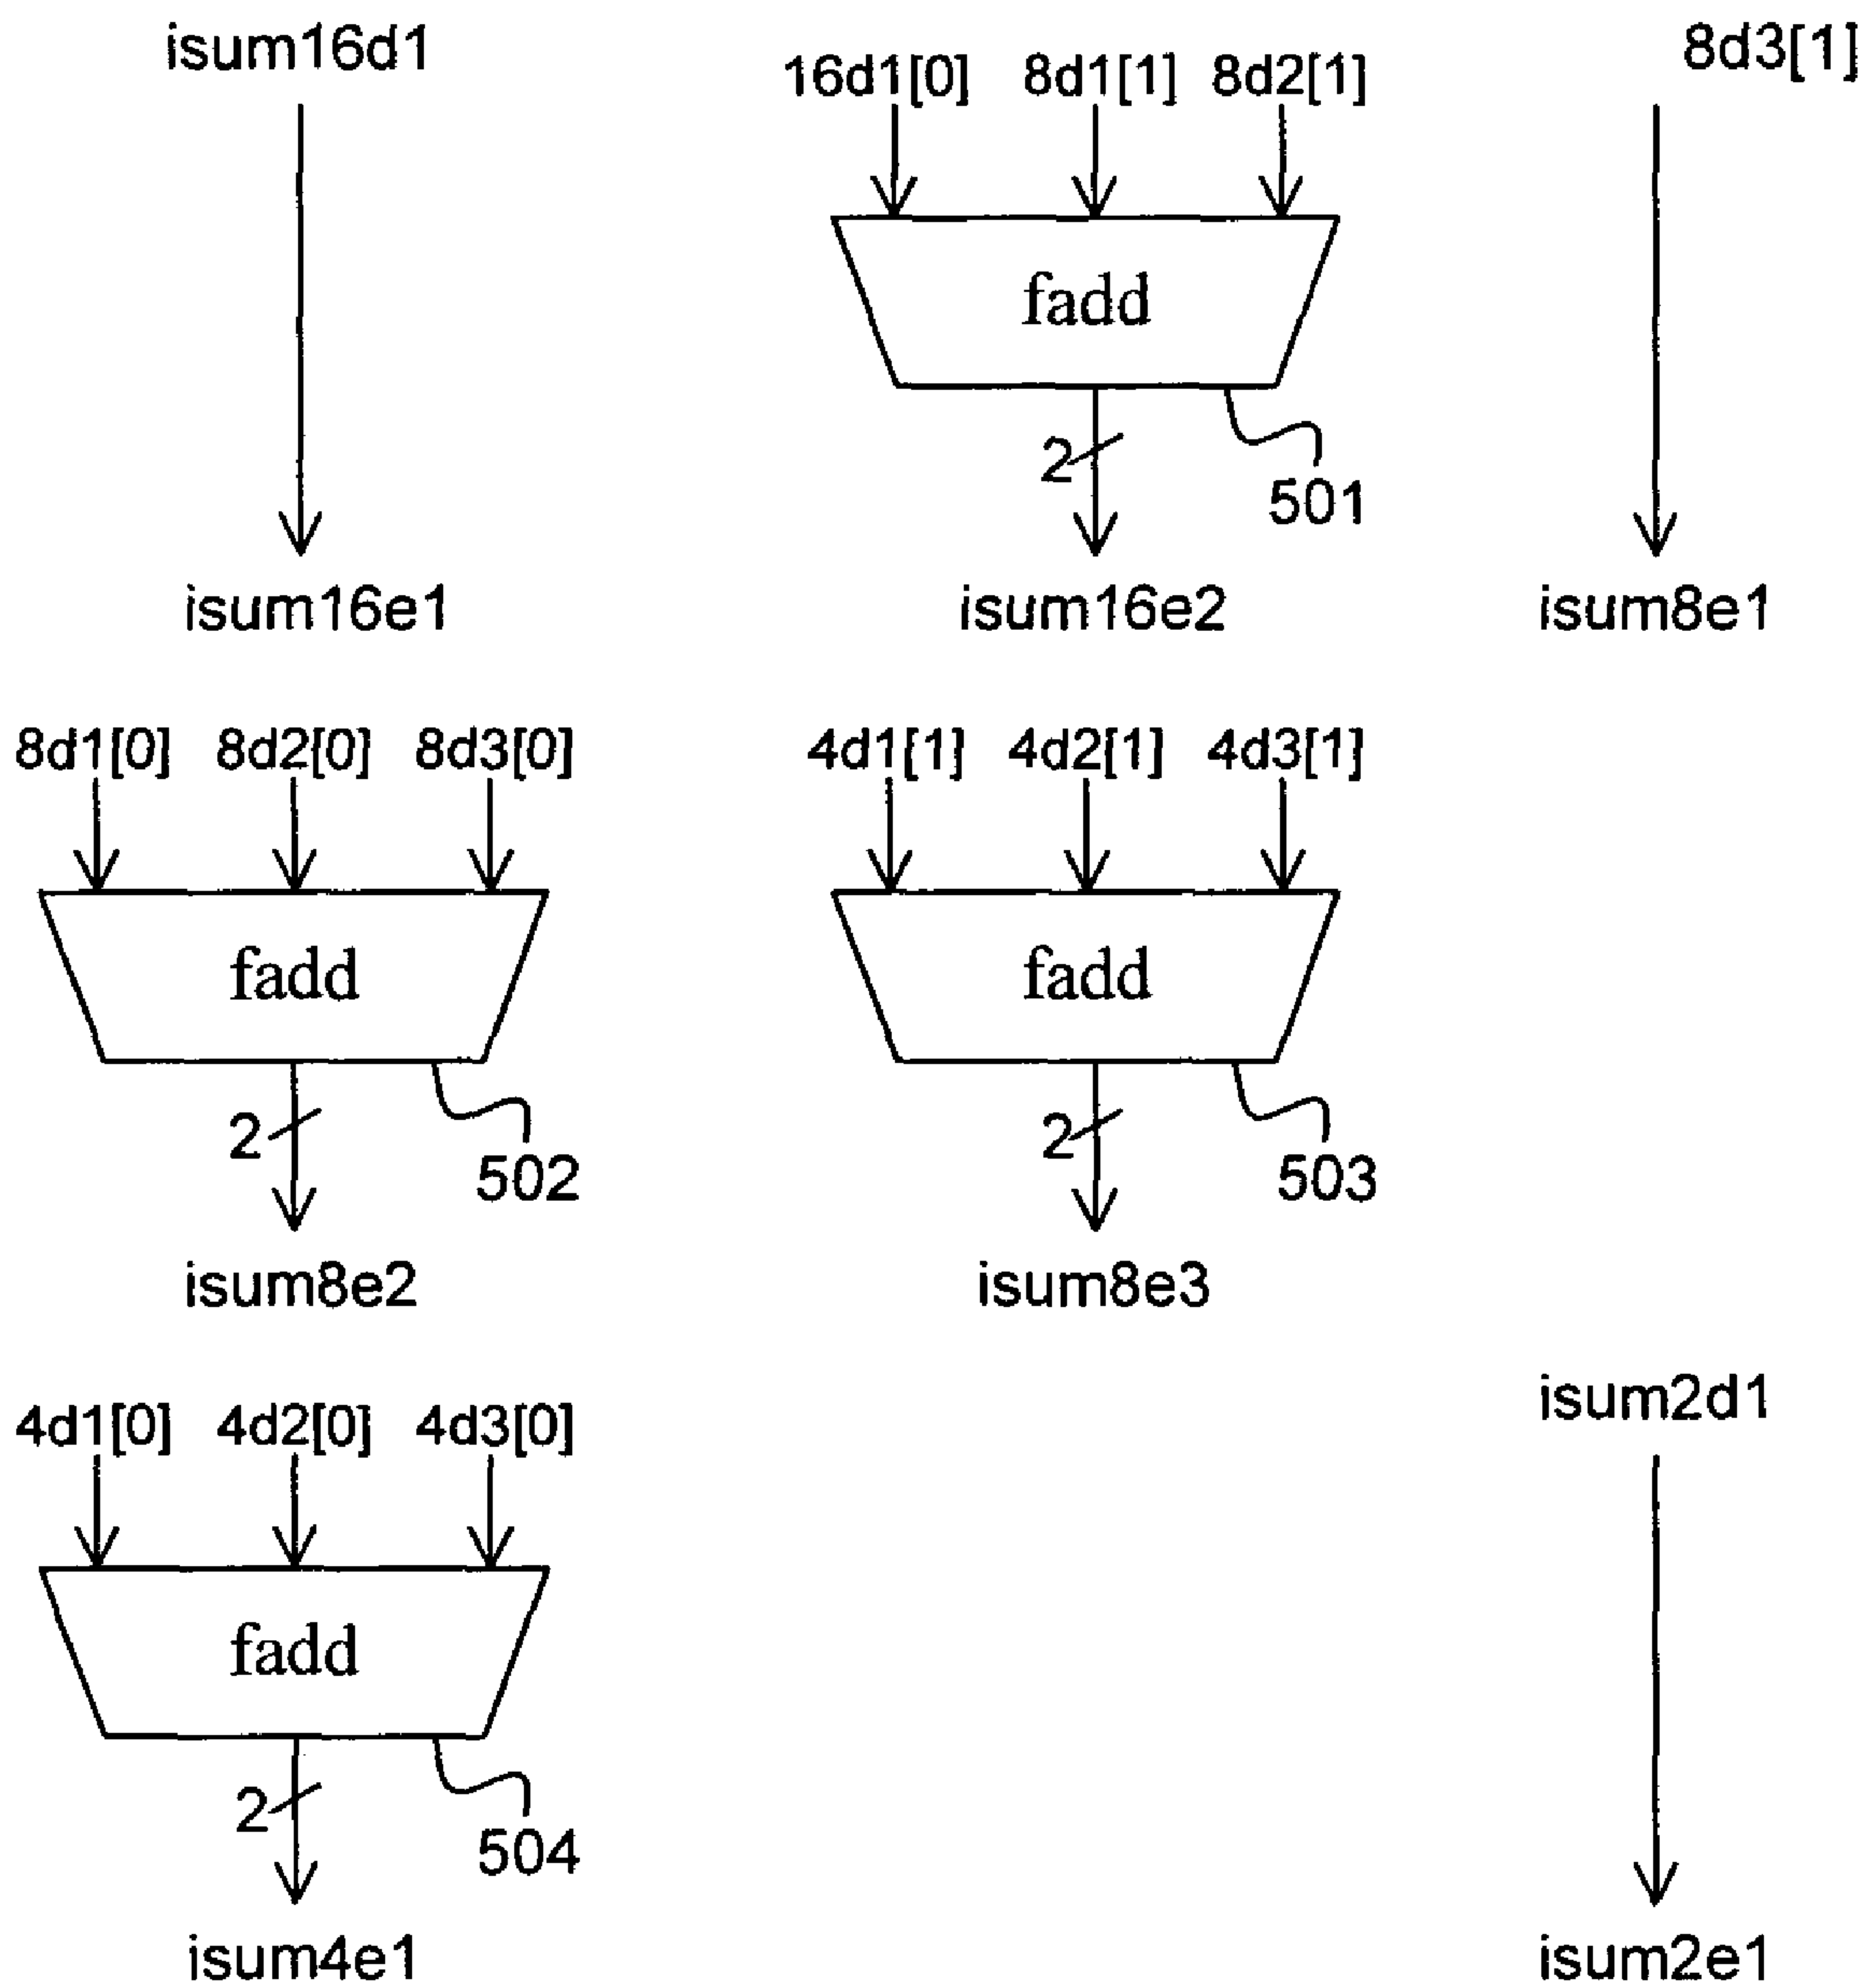 isum16d1
16d1[0] 8d1[1] 8d2[1]
8d3[1]
fadd
2
501
isum16e1
isum16e2
isum8e1
8d1[0] 8d2[0] 8d3[0]
4d1[1] 4d2[1] 4d3[1]
fadd
fadd
2
502
2
503
isum8e2
isum8e3
4d1[0] 4d2[0] 4d3[0]
isum2d1
fadd
2
504
isum4e1
isum2e1